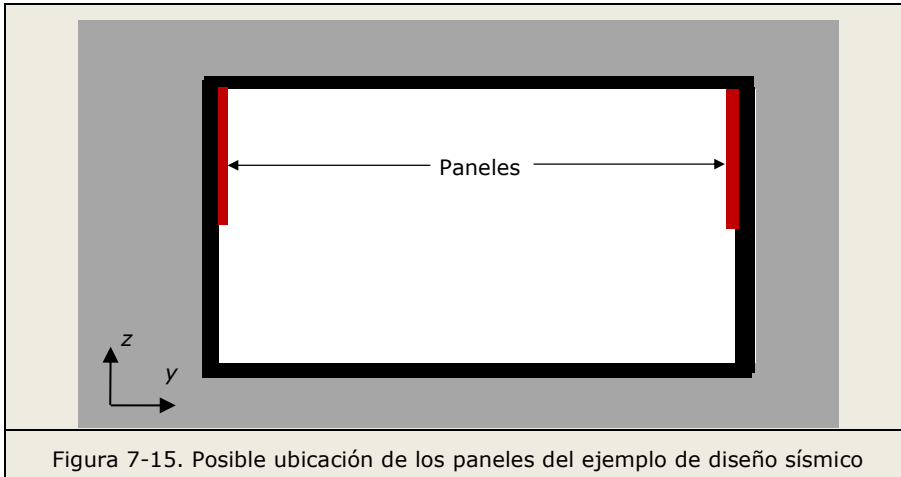 Paneles
z
y
Figura 7-15. Posible ubicación de los paneles del ejemplo de diseño sísmico